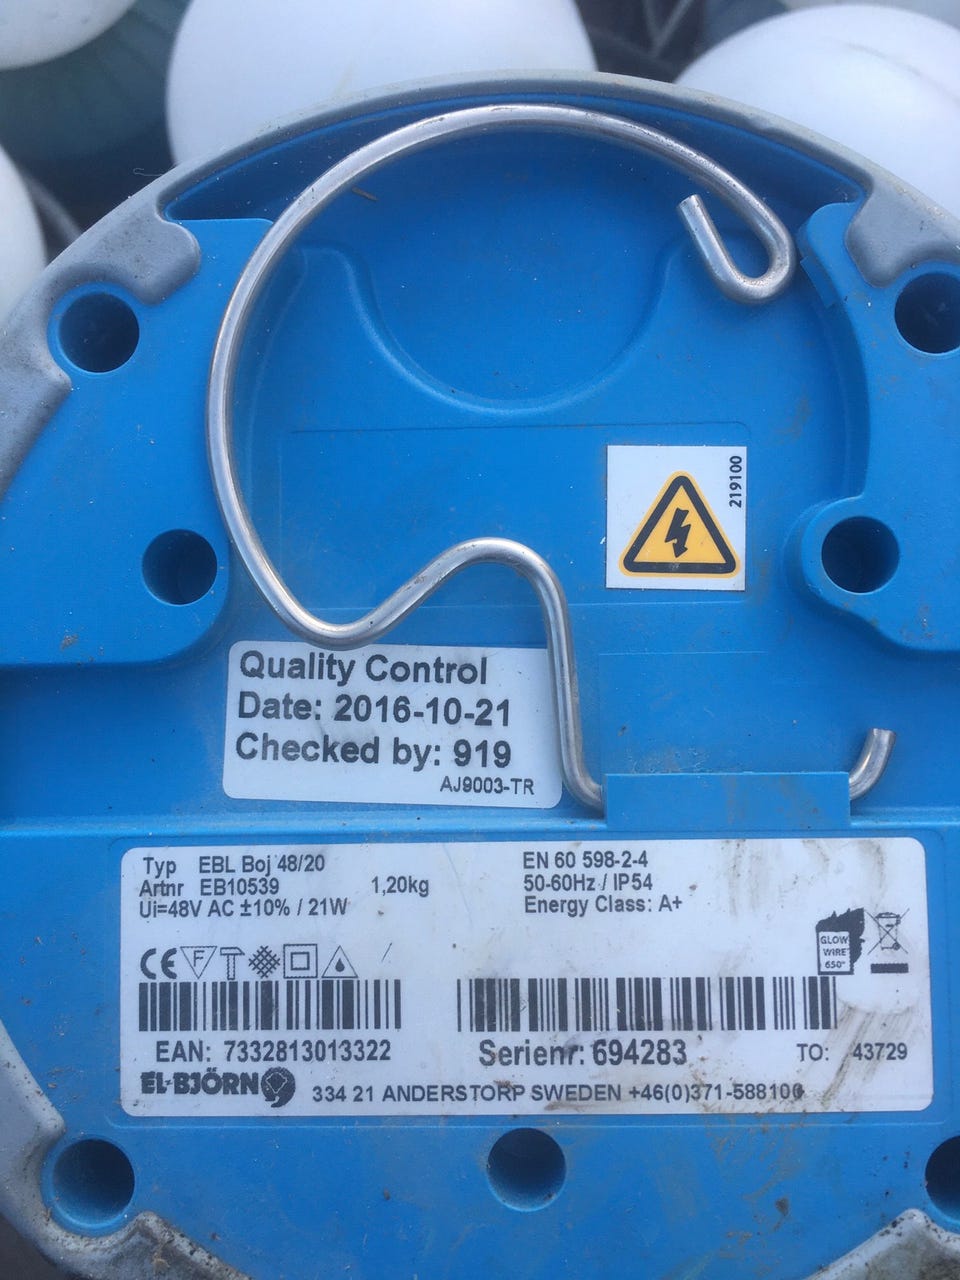 219100
Quality Control
Date: 2016-10-21
Checked by: 919
AJ9003-TR
Typ EBL Boj 48/20
Artnr EB10539 1,20kg
Ui=48V AC ±10% / 21W
EN 60 598-2-4
50-60Hz / IP54
Energy Class: A+
GLOW
WIRE
650°
CE F
EAN: 7332813013322
Serienr: 694283 TO: 43729
EL-BJÖRN 334 21 ANDERSTORP SWEDEN +46(0)371-588100